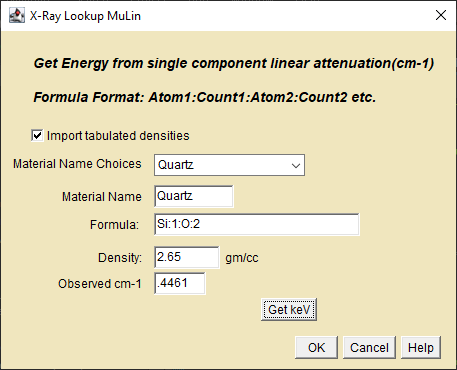 X-Ray Lookup MuLin
Get Energy from single component linear attenuation(cm-1)
Formula Format: Atom1:Count1:Atom2:Count2 etc.
Import tabulated densities
Material Name Choices Quartz
Material Name Quartz
Formula: Si:1:O:2
Density: 2.65 gm/cc
Observed cm-1 .4461
Get keV
OK Cancel Help